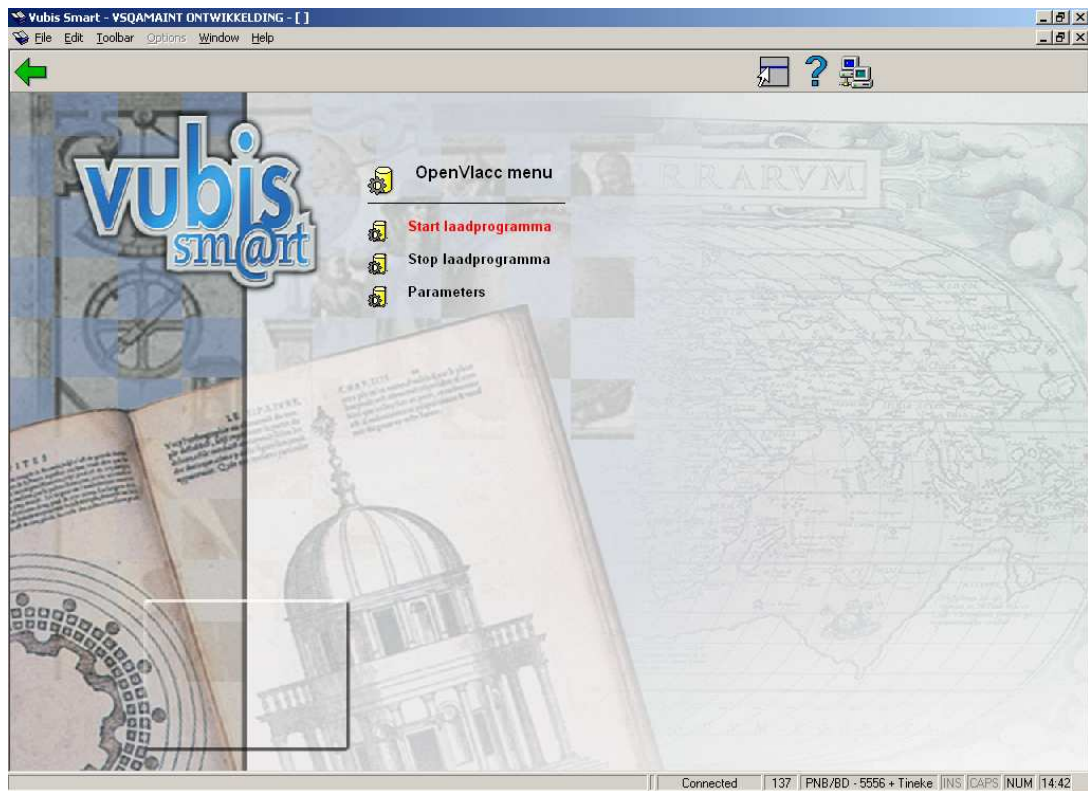 Vubis Smart - VSQAMAINT ONTWIKKELDING - [ ]
File Edit Toolbar Options Window Help
vubis
sm@rt
OpenVlacc menu
Start laadprogramma
Stop laadprogramma
Parameters
RRARVM
Connected 137 PNB/BD - 5556 + Tineke INS CAPS NUM 14:42